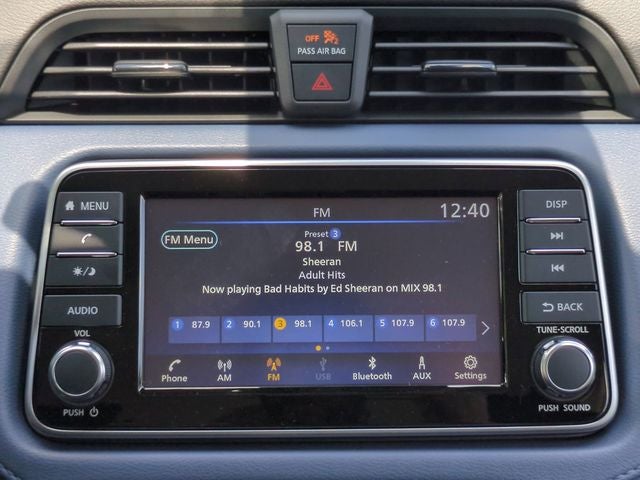 OFF
PASS AIR BAG
MENU
DISP
FM
12:40
FM Menu
Preset 3
98.1 FM
Sheeran
Adult Hits
Now playing Bad Habits by Ed Sheeran on MIX 98.1
AUDIO
BACK
1 87.9 2 90.1 3 98.1 4 106.1 5 107.9 6 107.9
VOL
TUNE-SCROLL
Phone AM FM USB Bluetooth AUX Settings
PUSH
PUSH SOUND